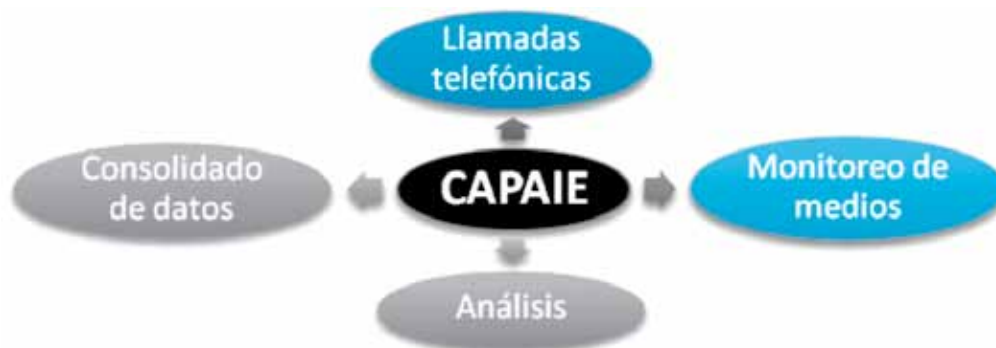 Llamadas
telefónicas
Consolidado
de datos
CAPAIE
Monitoreo de
medios
Análisis